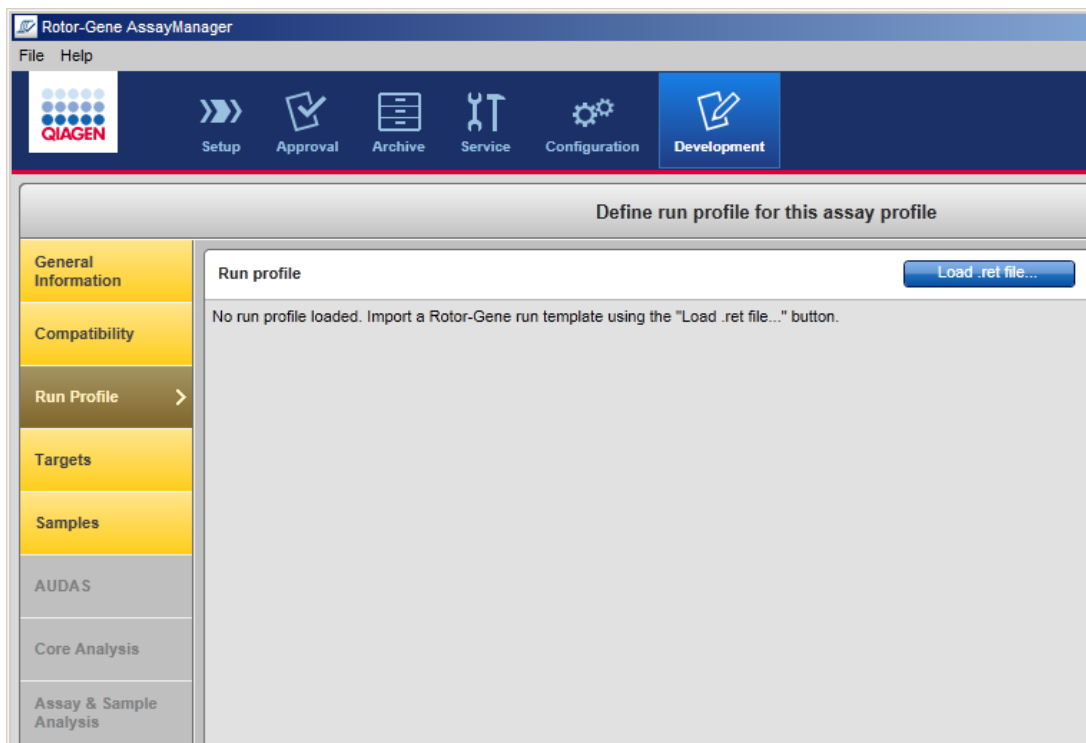 Rotor-Gene AssayManager
File Help
QIAGEN
Setup Approval Archive Service Configuration Development
Define run profile for this assay profile
General
Information
Compatibility
Run Profile
Targets
Samples
AUDAS
Core Analysis
Assay & Sample
Analysis
Run profile
Load .ret file...
No run profile loaded. Import a Rotor-Gene run template using the "Load .ret file..." button.